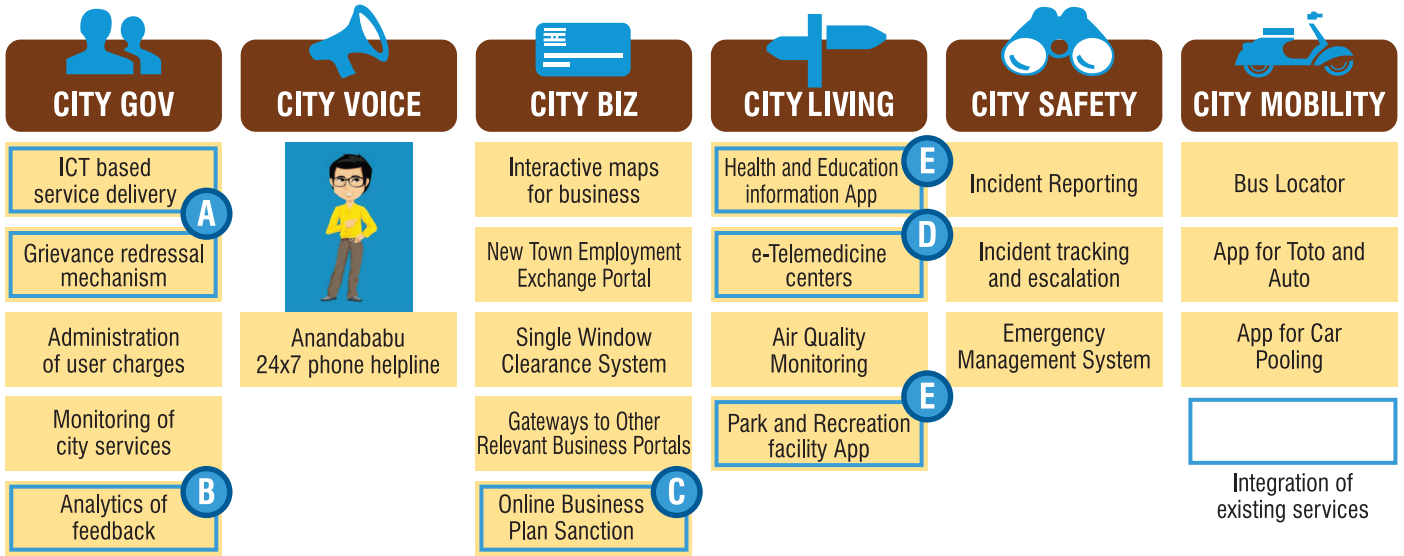 CITY GOV
ICT based
service delivery
A
Grievance redressal
mechanism
Administration
of user charges
Monitoring of
city services
B
Analytics of
feedback
CITY VOICE
Anandababu
24x7 phone helpline
CITY BIZ
Interactive maps
for business
New Town Employment
Exchange Portal
Single Window
Clearance System
Gateways to Other
Relevant Business Portals
C
Online Business
Plan Sanction
CITY LIVING
E
Health and Education
information App
D
e-Telemedicine
centers
Air Quality
Monitoring
E
Park and Recreation
facility App
CITY SAFETY
Incident Reporting
Incident tracking
and escalation
Emergency
Management System
CITY MOBILITY
Bus Locator
App for Toto and
Auto
App for Car
Pooling
Integration of
existing services